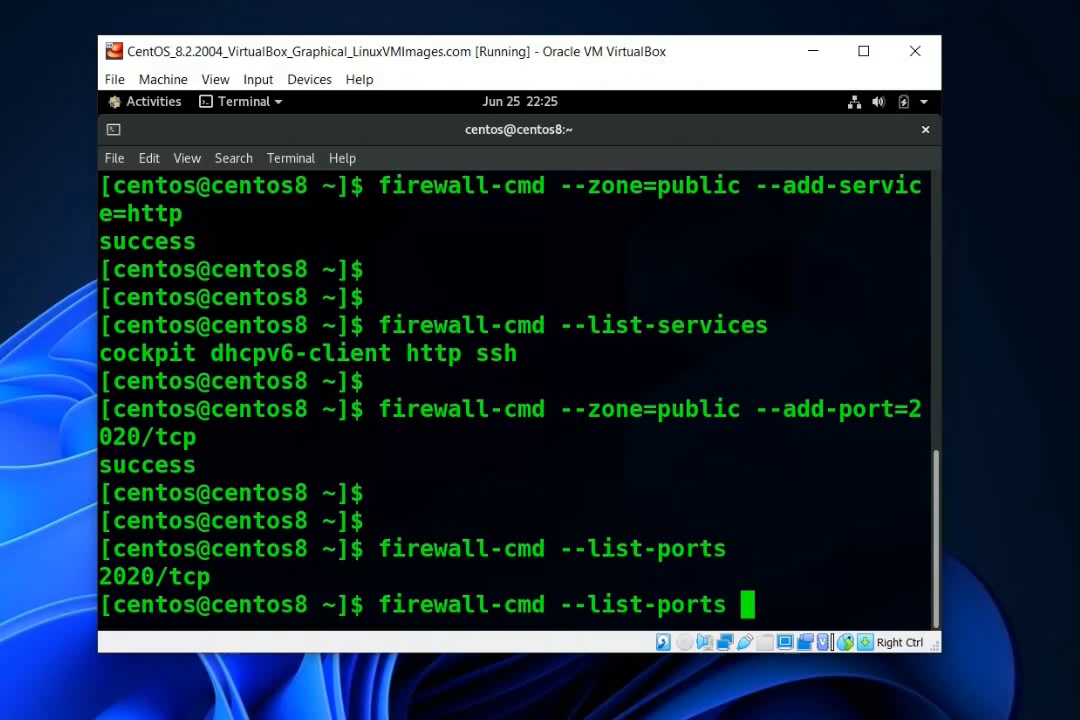 CentOS_8.2.2004_VirtualBox_Graphical_LinuxVMImages.com [Running] - Oracle VM VirtualBox
File Machine View Input Devices Help
Activities Terminal Jun 25 22:25
centos@centos8:~
File Edit View Search Terminal Help
[centos@centos8 ~]$ firewall-cmd --zone=public --add-servic
e=http
success
[centos@centos8 ~]$
[centos@centos8 ~]$
[centos@centos8 ~]$ firewall-cmd --list-services
cockpit dhcpv6-client http ssh
[centos@centos8 ~]$
[centos@centos8 ~]$ firewall-cmd --zone=public --add-port=2
020/tcp
success
[centos@centos8 ~]$
[centos@centos8 ~]$
[centos@centos8 ~]$ firewall-cmd --list-ports
2020/tcp
[centos@centos8 ~]$ firewall-cmd --list-ports
Right Ctrl